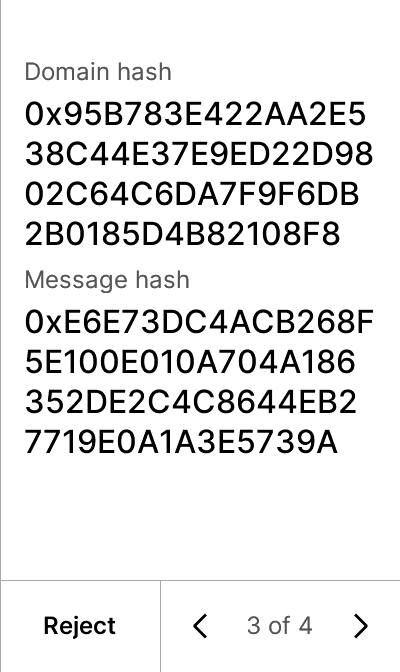 Domain hash
0x95B783E422AA2E5
38C44E37E9ED22D98
02C64C6DA7F9F6DB
2B0185D4B82108F8
Message hash
0xE6E73DC4ACB268F
5E100E010A704A186
352DE2C4C8644EB2
7719E0A1A3E5739A
Reject
3 of 4